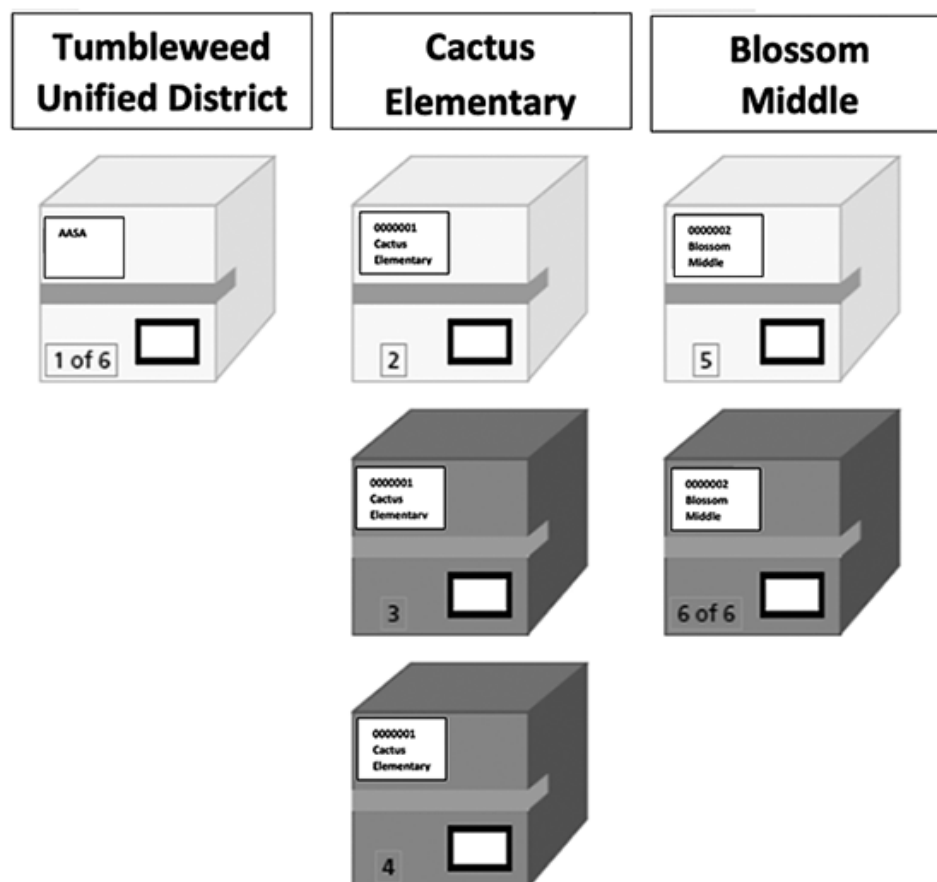 Tumbleweed
Unified District
Cactus
Elementary
Blossom
Middle
AASA
1 of 6
0000001
Cactus
Elementary
2
0000002
Blossom
Middle
5
0000001
Cactus
Elementary
3
0000002
Blossom
Middle
6 of 6
0000001
Cactus
Elementary
4